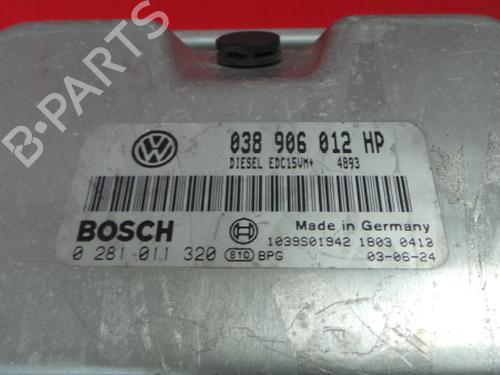 B-PARTS
038 906 012 HP
DIESEL EDC15VM+ 4893
BOSCH
Made in Germany
0 281 011 320 810 BPG
1039S01942 1803 0413
03-06-24